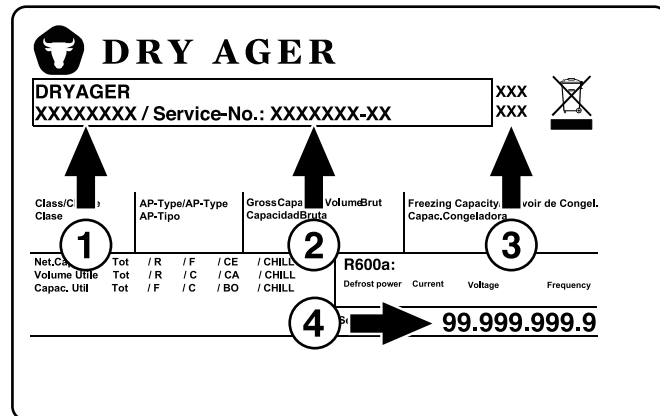 DRY AGER
DRYAGER
XXXXXXXX / Service-No.: XXXXXXX-XX
XXX
XXX
AP-Type/AP-Type
Clase
AP-Tipo
CapacidadBruta
Freezing
Capac.Congeladora
1
2
3
Tot / R / F / CE / CHILL
Volume Utile Tot / R / C / CA / CHILL
Capac. Util Tot / F / C / BO / CHILL
R600a:
Defrost power Current Voltage Frequency
4
99.999.999.9